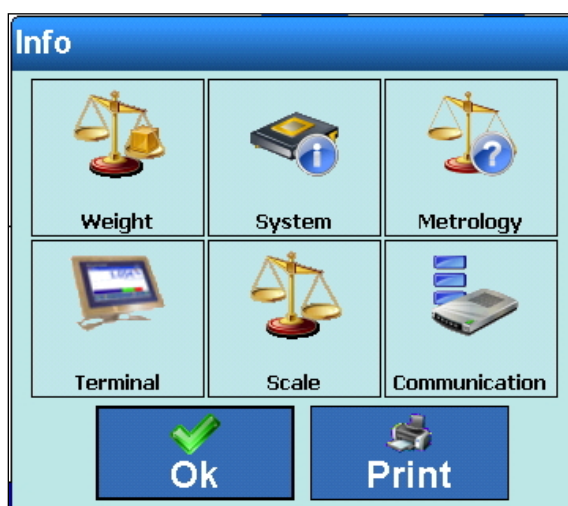 Info
Weight System Metrology
Terminal Scale Communication
Ok Print